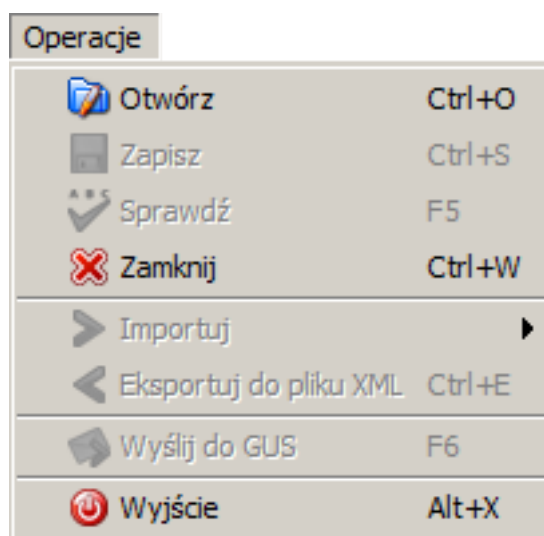 Operacje
Otwórz Ctrl+O
Zapisz Ctrl+S
ABC
Sprawdź F5
Zamknij Ctrl+W
Importuj
Eksportuj do pliku XML Ctrl+E
Wyślij do GUS F6
Wyjście Alt+X